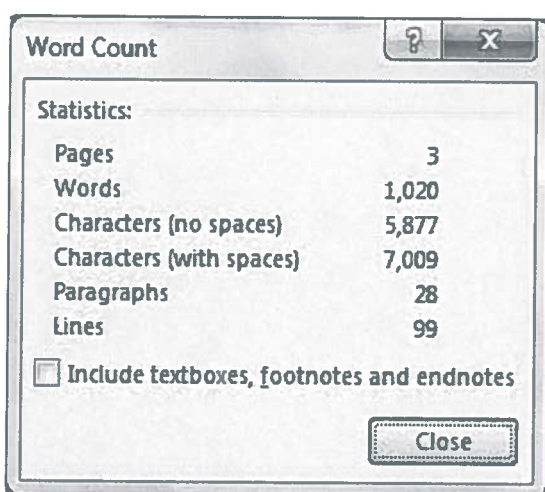 Word Count
Statistics:
Pages 3
Words 1,020
Characters (no spaces) 5,877
Characters (with spaces) 7,009
Paragraphs 28
Lines 99
Include textboxes, footnotes and endnotes
Close